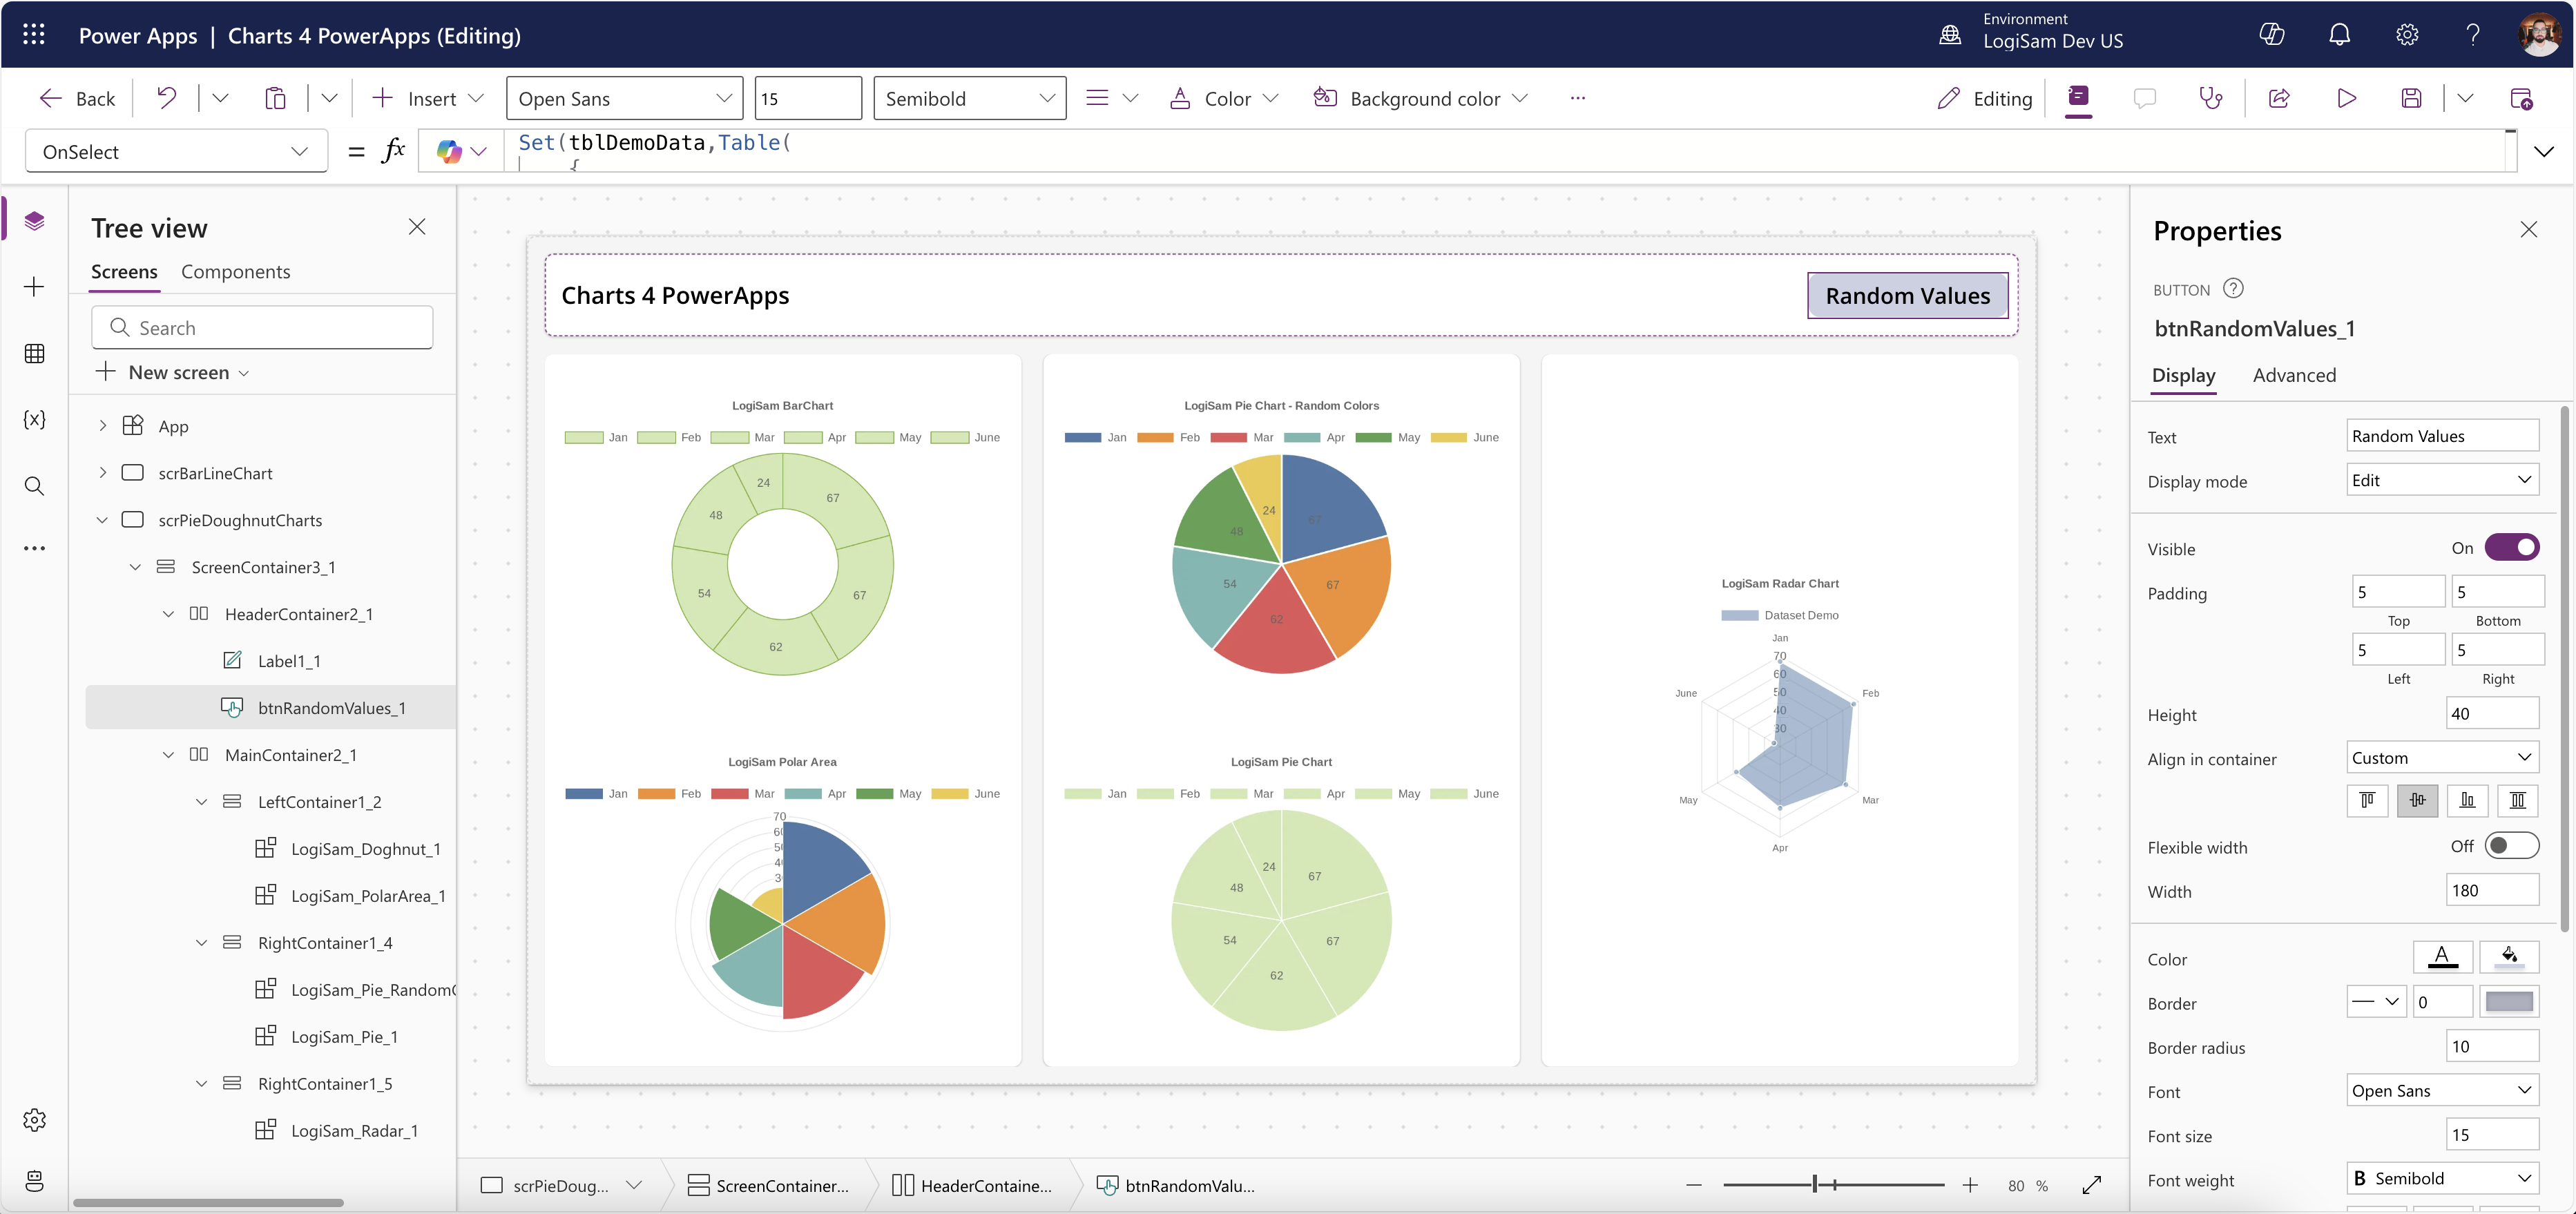 Power Apps | Charts 4 PowerApps (Editing)
Environment
LogiSam Dev US
Back
Insert
Open Sans
15
Semibold
Color
Background color
Editing
OnSelect
= fx
Set(tblDemoData,Table(
{
Tree view
Screens
Components
Search
New screen
App
scrBarLineChart
scrPieDoughnutCharts
ScreenContainer3_1
HeaderContainer2_1
Label1_1
btnRandomValues_1
MainContainer2_1
LeftContainer1_2
LogiSam_Doghnut_1
LogiSam_PolarArea_1
RightContainer1_4
LogiSam_Pie_Random
LogiSam_Pie_1
RightContainer1_5
LogiSam_Radar_1
Charts 4 PowerApps
Random Values
LogiSam BarChart
Jan Feb Mar Apr May June
24
67
48
54
67
62
LogiSam Pie Chart - Random Colors
Jan Feb Mar Apr May June
24
67
48
54
67
62
LogiSam Polar Area
Jan Feb Mar Apr May June
70
LogiSam Pie Chart
Jan Feb Mar Apr May June
24
67
48
54
67
62
LogiSam Radar Chart
Dataset Demo
Jan
70
60
50
40
30
June
Feb
May
Mar
Apr
scrPieDoug...
ScreenContainer...
HeaderContaine...
btnRandomValu...
80 %
Properties
BUTTON
btnRandomValues_1
Display
Advanced
Text
Random Values
Display mode
Edit
Visible
On
Padding
5
5
Top
Bottom
5
5
Left
Right
Height
40
Align in container
Custom
Flexible width
Off
Width
180
Color
A
Border
0
Border radius
10
Font
Open Sans
Font size
15
Font weight
B Semibold